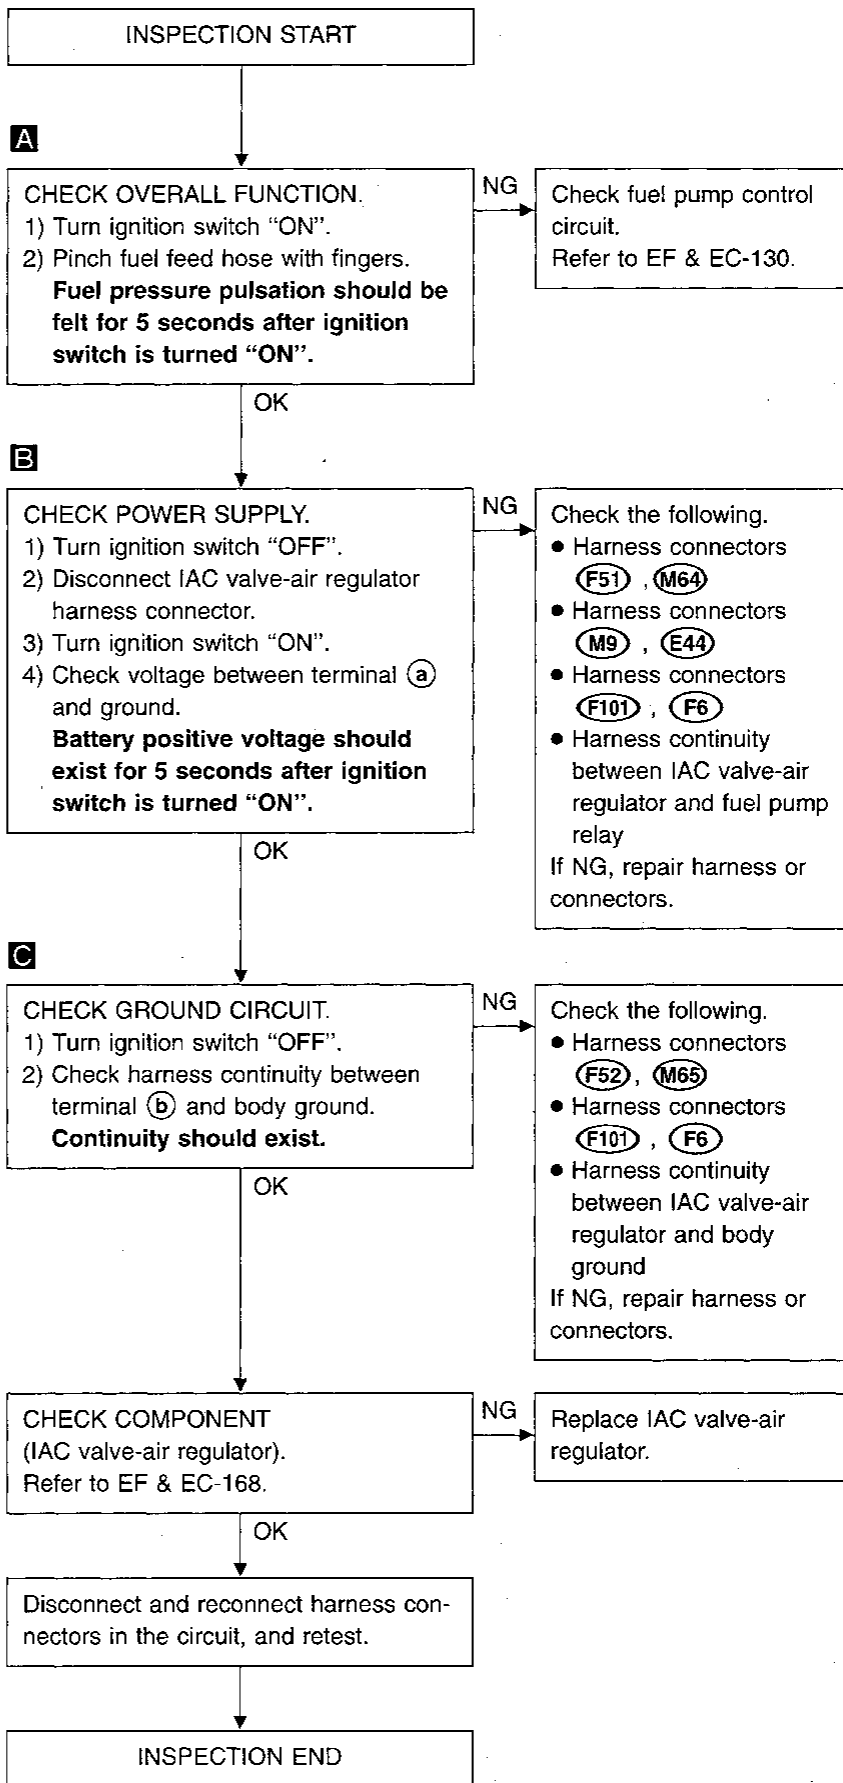 INSPECTION START
A
CHECK OVERALL FUNCTION.
1) Turn ignition switch “ON”.
2) Pinch fuel feed hose with fingers.
Fuel pressure pulsation should be
felt for 5 seconds after ignition
switch is turned “ON”.
NG
Check fuel pump control
circuit.
Refer to EF & EC-130.
OK
B
CHECK POWER SUPPLY.
1) Turn ignition switch “OFF”.
2) Disconnect IAC valve-air regulator
harness connector.
3) Turn ignition switch “ON”.
4) Check voltage between terminal ⓐ
and ground.
Battery positive voltage should
exist for 5 seconds after ignition
switch is turned “ON”.
NG
Check the following.
● Harness connectors
F51 , M64
● Harness connectors
M9 , E44
● Harness connectors
F101 , F6
● Harness continuity
between IAC valve-air
regulator and fuel pump
relay
If NG, repair harness or
connectors.
OK
C
CHECK GROUND CIRCUIT.
1) Turn ignition switch “OFF”.
2) Check harness continuity between
terminal ⓑ and body ground.
Continuity should exist.
NG
Check the following.
● Harness connectors
F52 , M65
● Harness connectors
F101 , F6
● Harness continuity
between IAC valve-air
regulator and body
ground
If NG, repair harness or
connectors.
OK
CHECK COMPONENT
(IAC valve-air regulator).
Refer to EF & EC-168.
NG
Replace IAC valve-air
regulator.
OK
Disconnect and reconnect harness con-
nectors in the circuit, and retest.
INSPECTION END